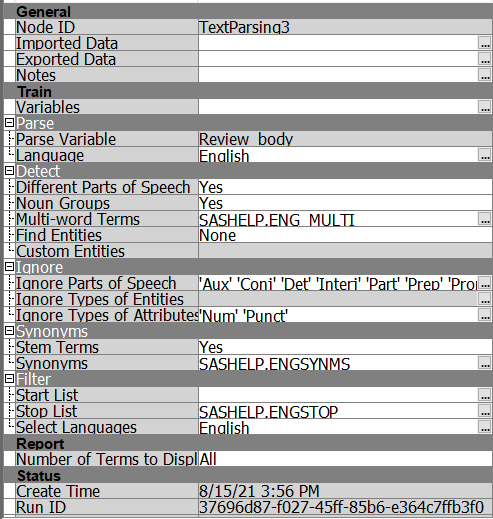 General
Node ID TextParsing3
Imported Data ...
Exported Data ...
Notes ...
Train
Variables ...
Parse
Parse Variable Review_body
Language English ...
Detect
Different Parts of Speech Yes
Noun Groups Yes
Multi-word Terms SASHELP.ENG_MULTI ...
Find Entities None
Custom Entities
Ignore
Ignore Parts of Speech 'Aux' 'Conj' 'Det' 'Interj' 'Part' 'Prep' 'Pron ...
Ignore Types of Entities ...
Ignore Types of Attributes 'Num' 'Punct' ...
Synonyms
Stem Terms Yes
Synonyms SASHELP.ENGSYNMS ...
Filter
Start List ...
Stop List SASHELP.ENGSTOP ...
Select Languages English ...
Report
Number of Terms to Displ All
Status
Create Time 8/15/21 3:56 PM
Run ID 37696d87-f027-45ff-85b6-e364c7ffb3f0